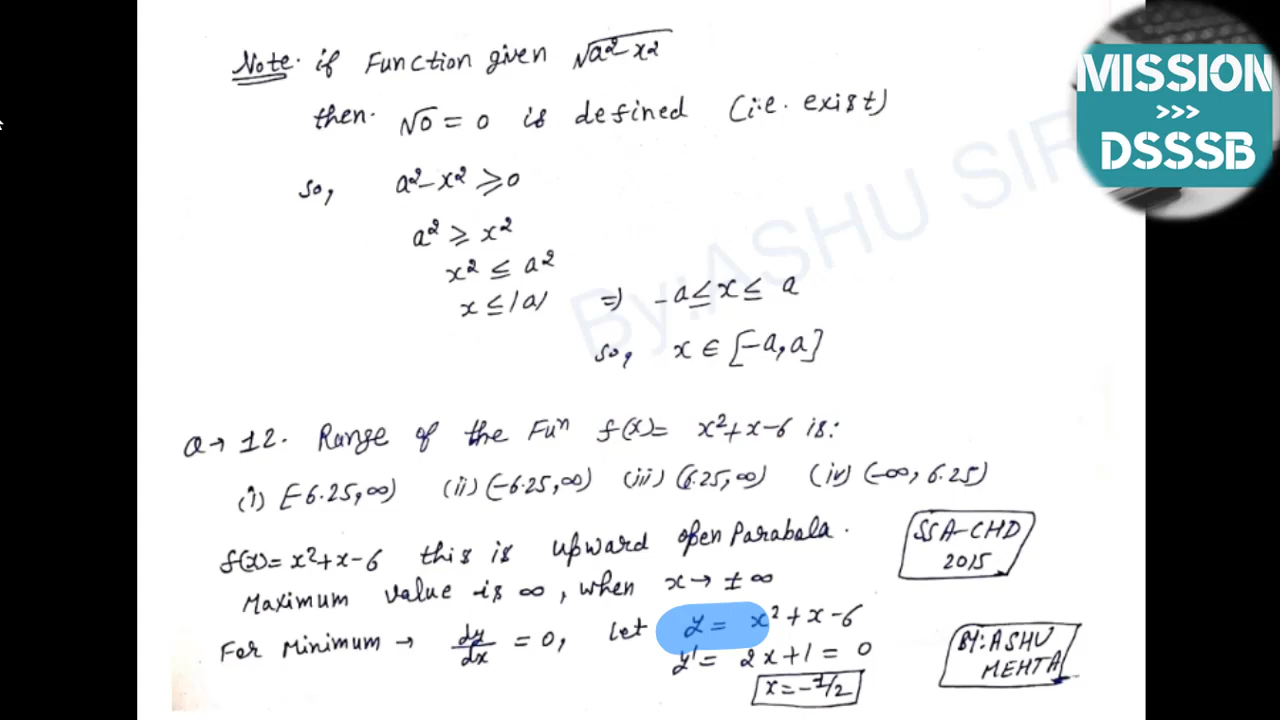 Note. if Function given √a²-x²
then. √0 = 0 is defined (i.e. exist)
so, a²-x² ≥ 0
a² ≥ x²
x² ≤ a²
x ≤ |a| => -a ≤ x ≤ a
so, x ∈ [-a, a]
Q→ 12. Range of the Fuⁿ f(x) = x²+x-6 is:
(i) [-6.25, ∞) (ii) (-6.25, ∞) (iii) (6.25, ∞) (iv) (-∞, 6.25)
f(x) = x²+x-6 this is upward open Parabala.
Maximum value is ∞, when x → ± ∞
For Minimum → dy/dx = 0, let y = x²+x-6
y' = 2x+1 = 0
x = -1/2
SSA-CHD
2015
BY: ASHU
MEHTA
By:ASHU SIR
MISSION
>>>
DSSSB